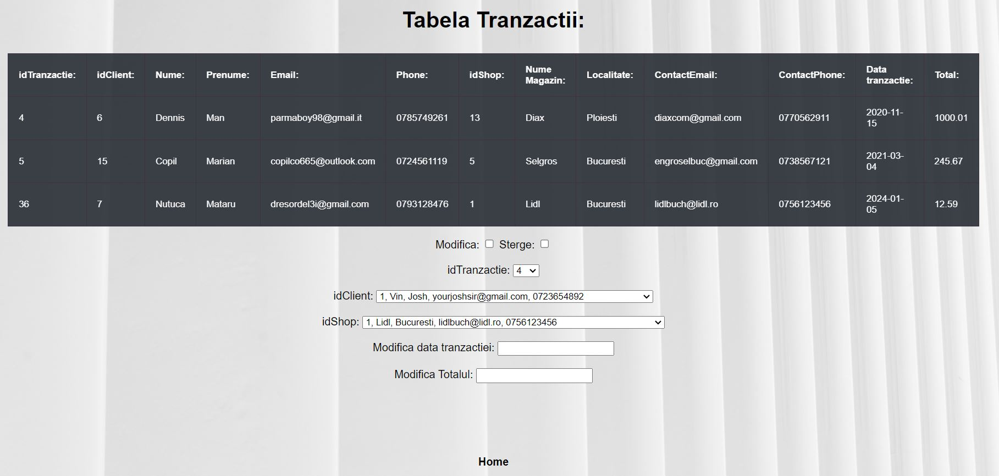 Tabela Tranzactii:
idTranzactie: idClient: Nume: Prenume: Email: Phone: idShop: Nume Magazin: Localitate: ContactEmail: ContactPhone: Data tranzactie: Total:
4 6 Dennis Man parmaboy98@gmail.it 0785749261 13 Diax Ploiesti diaxcom@gmail.com 0770562911 2020-11-15 1000.01
5 15 Copil Marian copilco665@outlook.com 0724561119 5 Selgros Bucuresti engroselbuc@gmail.com 0738567121 2021-03-04 245.67
36 7 Nutuca Mataru dresordel3i@gmail.com 0793128476 1 Lidl Bucuresti lidlbuch@lidl.ro 0756123456 2024-01-05 12.59
Modifica: Sterge:
idTranzactie: 4
idClient: 1, Vin, Josh, yourjoshsir@gmail.com, 0723654892
idShop: 1, Lidl, Bucuresti, lidlbuch@lidl.ro, 0756123456
Modifica data tranzactiei:
Modifica Totalul:
Home